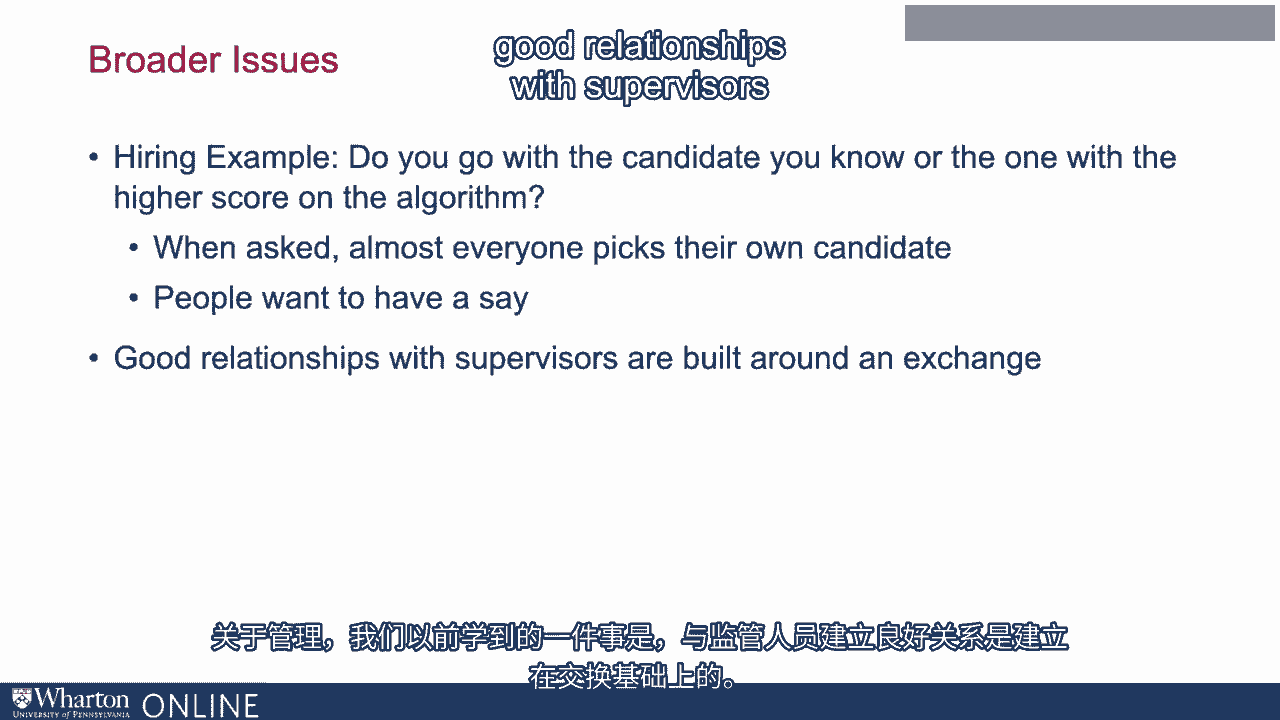 Broader Issues
good relationships
with supervisors
• Hiring Example: Do you go with the candidate you know or the one with the
higher score on the algorithm?
• When asked, almost everyone picks their own candidate
• People want to have a say
• Good relationships with supervisors are built around an exchange
关于管理，我们以前学到的一件事是，与监管人员建立良好关系是建立
在交换基础上的。
Wharton
UNIVERSITY of PENNSYLVANIA
ONLINE